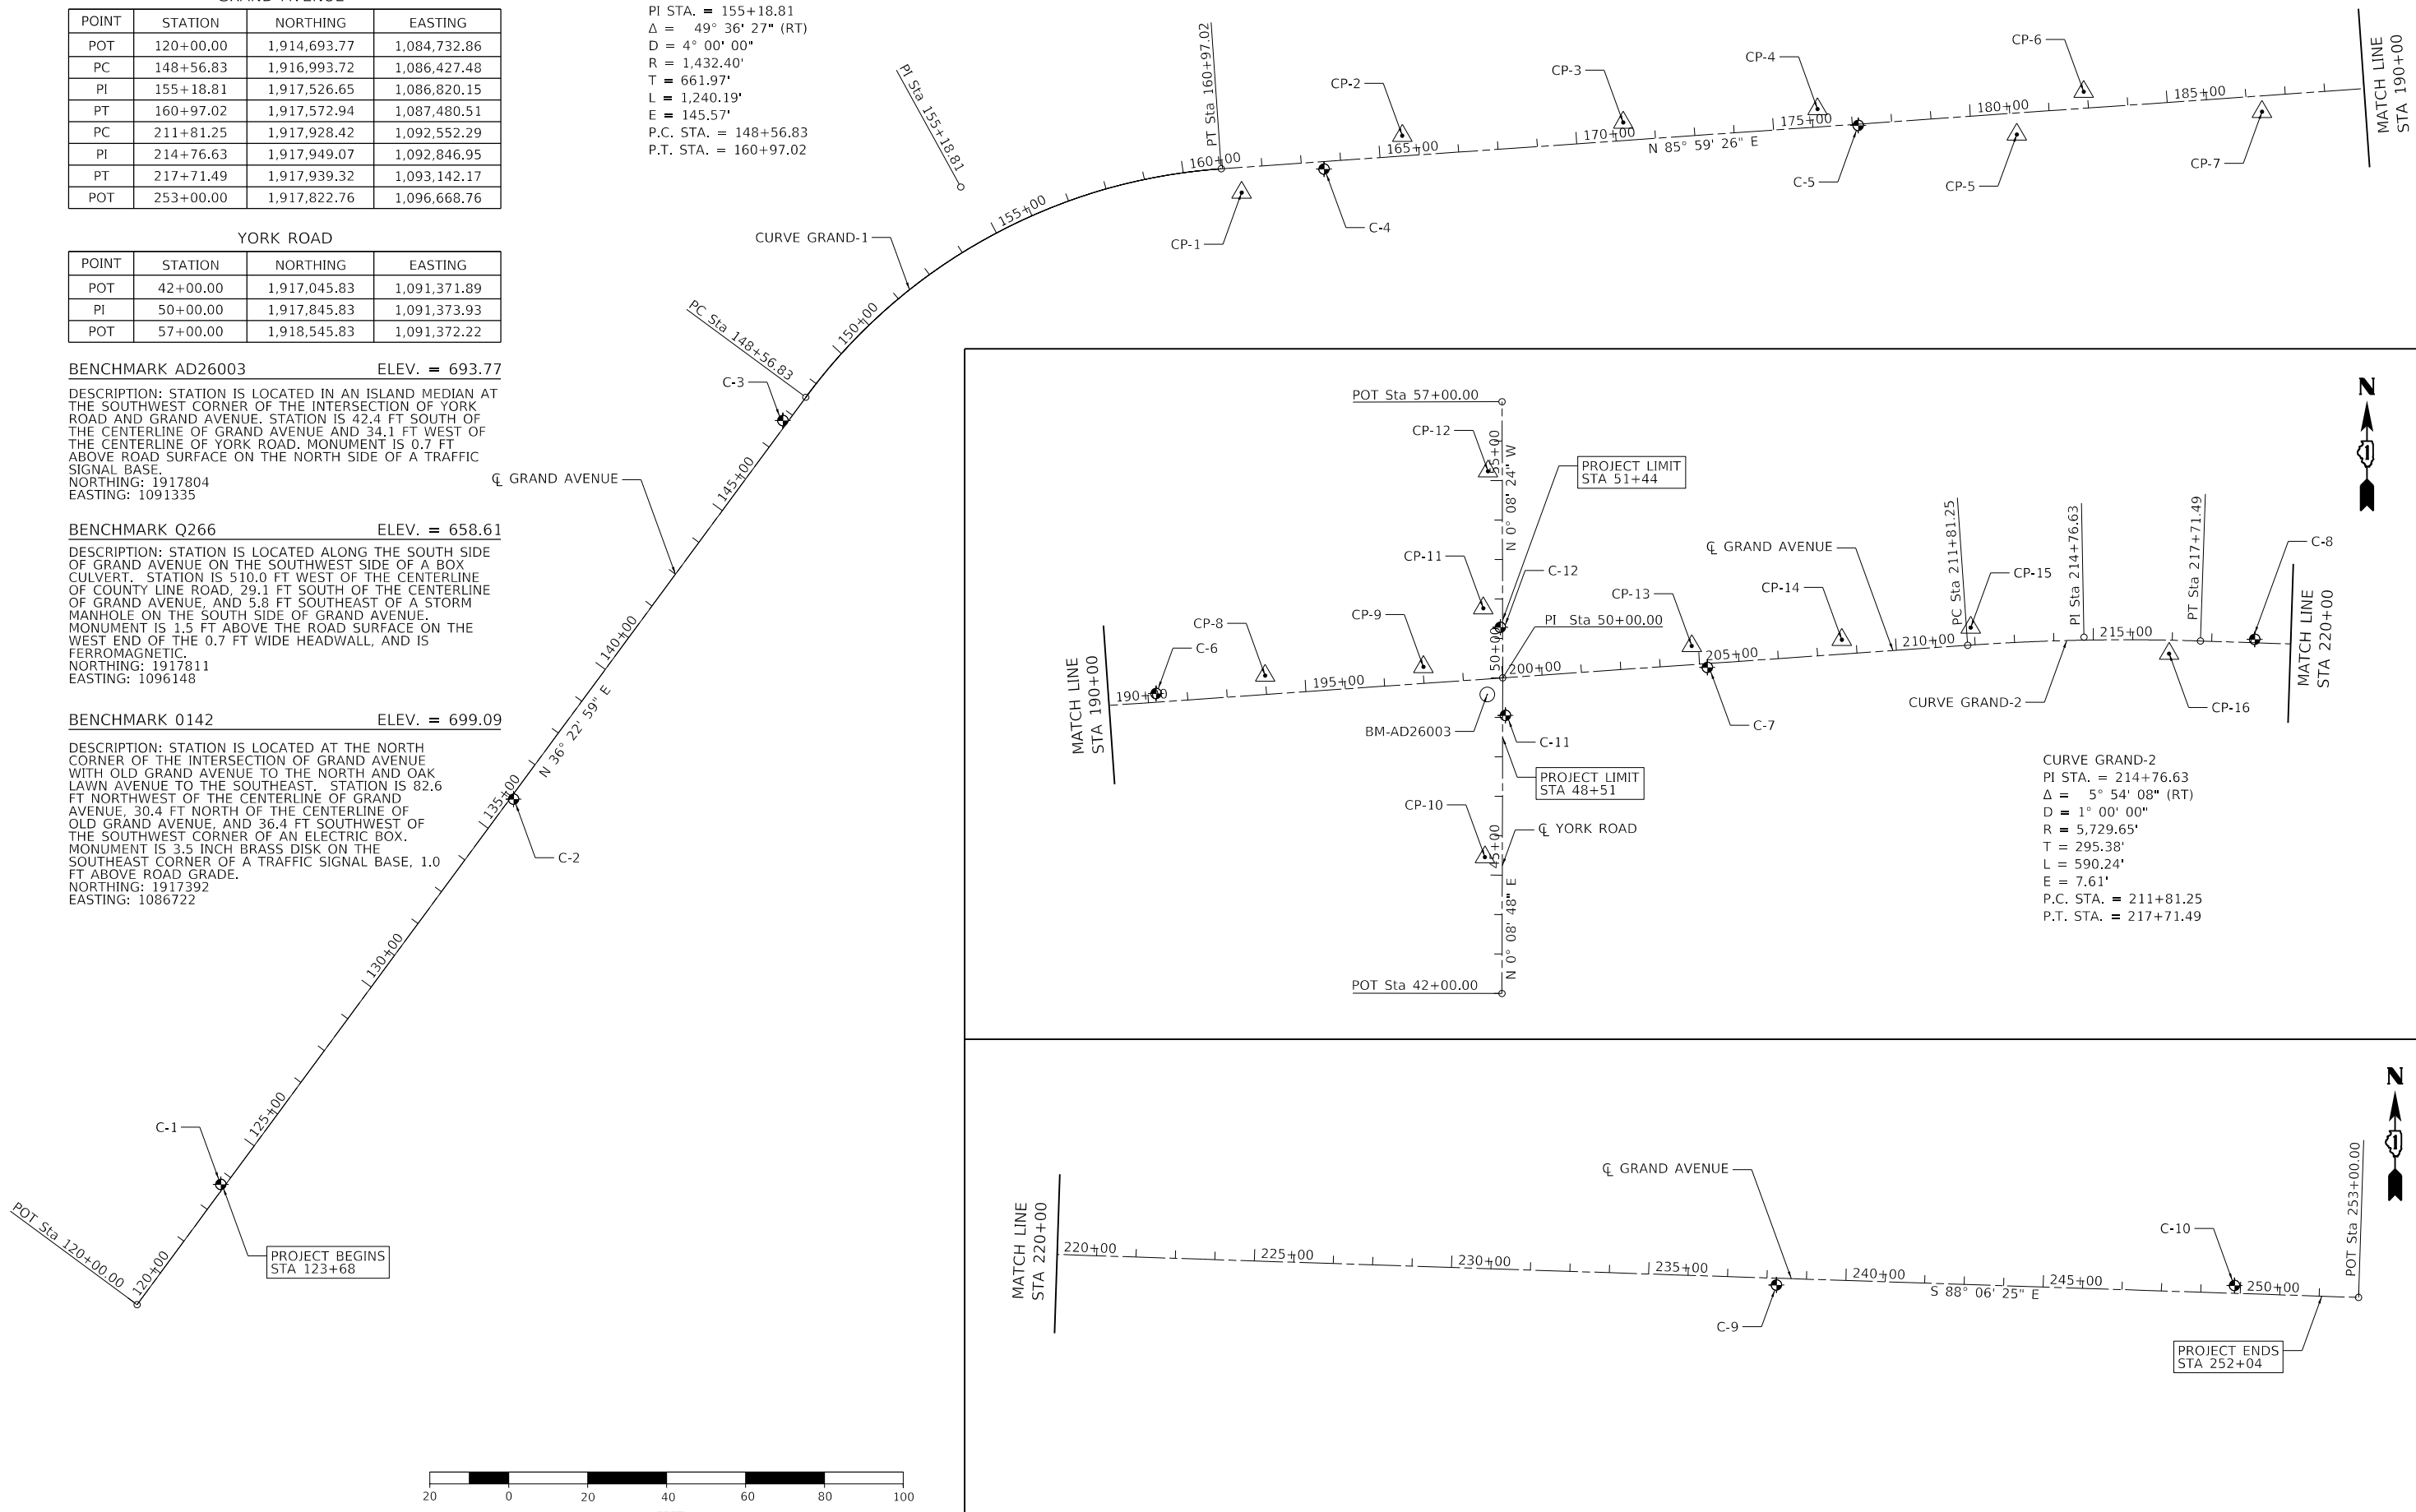 POINT STATION NORTHING EASTING
POT 120+00.00 1,914,693.77 1,084,732.86
PC 148+56.83 1,916,993.72 1,086,427.48
PI 155+18.81 1,917,526.65 1,086,820.15
PT 160+97.02 1,917,572.94 1,087,480.51
PC 211+81.25 1,917,928.42 1,092,552.29
PI 214+76.63 1,917,949.07 1,092,846.95
PT 217+71.49 1,917,939.32 1,093,142.17
POT 253+00.00 1,917,822.76 1,096,668.76
YORK ROAD
POINT STATION NORTHING EASTING
POT 42+00.00 1,917,045.83 1,091,371.89
PI 50+00.00 1,917,845.83 1,091,373.93
POT 57+00.00 1,918,545.83 1,091,372.22
BENCHMARK AD26003 ELEV. = 693.77
DESCRIPTION: STATION IS LOCATED IN AN ISLAND MEDIAN AT
THE SOUTHWEST CORNER OF THE INTERSECTION OF YORK
ROAD AND GRAND AVENUE. STATION IS 42.4 FT SOUTH OF
THE CENTERLINE OF GRAND AVENUE AND 34.1 FT WEST OF
THE CENTERLINE OF YORK ROAD. MONUMENT IS 0.7 FT
ABOVE ROAD SURFACE ON THE NORTH SIDE OF A TRAFFIC
SIGNAL BASE.
NORTHING: 1917804
EASTING: 1091335
BENCHMARK Q266 ELEV. = 658.61
DESCRIPTION: STATION IS LOCATED ALONG THE SOUTH SIDE
OF GRAND AVENUE ON THE SOUTHWEST SIDE OF A BOX
CULVERT. STATION IS 510.0 FT WEST OF THE CENTERLINE
OF COUNTY LINE ROAD, 29.1 FT SOUTH OF THE CENTERLINE
OF GRAND AVENUE, AND 5.8 FT SOUTHEAST OF A STORM
MANHOLE ON THE SOUTH SIDE OF GRAND AVENUE.
MONUMENT IS 1.5 FT ABOVE THE ROAD SURFACE ON THE
WEST END OF THE 0.7 FT WIDE HEADWALL, AND IS
FERROMAGNETIC.
NORTHING: 1917811
EASTING: 1096148
BENCHMARK 0142 ELEV. = 699.09
DESCRIPTION: STATION IS LOCATED AT THE NORTH
CORNER OF THE INTERSECTION OF GRAND AVENUE
WITH OLD GRAND AVENUE TO THE NORTH AND OAK
LAWN AVENUE TO THE SOUTHEAST. STATION IS 82.6
FT NORTHWEST OF THE CENTERLINE OF GRAND
AVENUE, 30.4 FT NORTH OF THE CENTERLINE OF
OLD GRAND AVENUE, AND 36.4 FT SOUTHWEST OF
THE SOUTHWEST CORNER OF AN ELECTRIC BOX.
MONUMENT IS 3.5 INCH BRASS DISK ON THE
SOUTHEAST CORNER OF A TRAFFIC SIGNAL BASE, 1.0
FT ABOVE ROAD GRADE.
NORTHING: 1917392
EASTING: 1086722
PI STA. = 155+18.81
Δ = 49° 36' 27" (RT)
D = 4° 00' 00"
R = 1,432.40'
T = 661.97'
L = 1,240.19'
E = 145.57'
P.C. STA. = 148+56.83
P.T. STA. = 160+97.02
PI Sta 155+18.81
PT Sta 160+97.02
CURVE GRAND-1
PC Sta 148+56.83
C-3
℄ GRAND AVENUE
N 36° 22' 59" E
C-2
C-1
POT Sta 120+00.00
PROJECT BEGINS
STA 123+68
120+00
125+00
130+00
135+00
140+00
145+00
150+00
155+00
160+00
165+00
170+00
175+00
180+00
185+00
CP-1
CP-2
C-4
CP-3
CP-4
N 85° 59' 26" E
C-5
CP-5
CP-6
CP-7
MATCH LINE
STA 190+00
POT Sta 57+00.00
CP-12
55+00
N 0° 08' 24" W
PROJECT LIMIT
STA 51+44
CP-11
C-12
CP-9
CP-8
C-6
MATCH LINE
STA 190+00
190+00
195+00
50+00
PI Sta 50+00.00
200+00
CP-13
205+00
CP-14
℄ GRAND AVENUE
210+00
PC Sta 211+81.25
CP-15
PI Sta 214+76.63
215+00
PT Sta 217+71.49
C-8
N
MATCH LINE
STA 220+00
CP-16
CURVE GRAND-2
C-7
BM-AD26003
C-11
PROJECT LIMIT
STA 48+51
CP-10
45+00
℄ YORK ROAD
N 0° 08' 48" E
POT Sta 42+00.00
CURVE GRAND-2
PI STA. = 214+76.63
Δ = 5° 54' 08" (RT)
D = 1° 00' 00"
R = 5,729.65'
T = 295.38'
L = 590.24'
E = 7.61'
P.C. STA. = 211+81.25
P.T. STA. = 217+71.49
N
MATCH LINE
STA 220+00
220+00
225+00
230+00
235+00
℄ GRAND AVENUE
240+00
245+00
250+00
S 88° 06' 25" E
C-9
C-10
POT Sta 253+00.00
PROJECT ENDS
STA 252+04
20 0 20 40 60 80 100